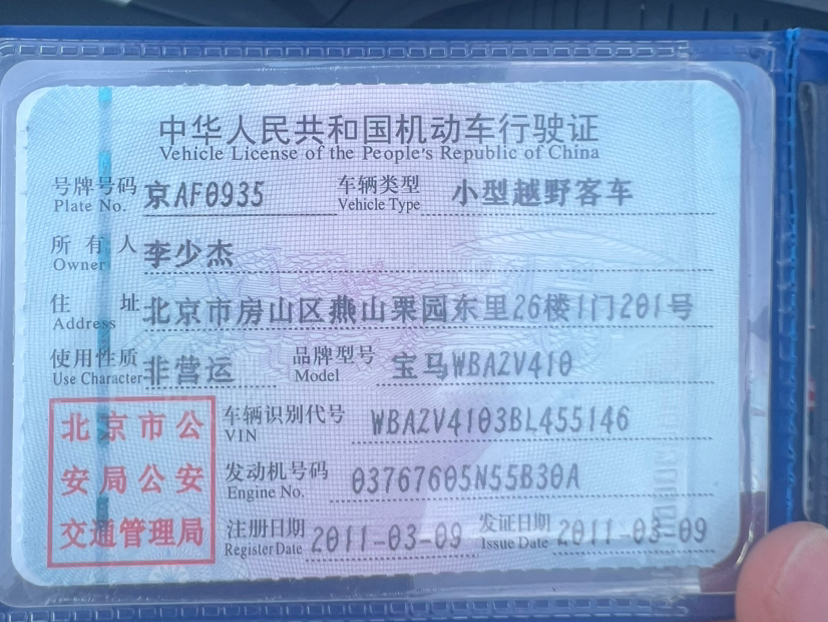 中华人民共和国机动车行驶证
Vehicle License of the People's Republic of China
号牌号码 京AF0935 车辆类型 小型越野客车
Plate No. Vehicle Type
所有人 李少杰
Owner
住址 北京市房山区燕山栗园东里26楼1门201号
Address
使用性质 非营运 品牌型号 宝马WBA2V410
Use Character Model
北京市公
安局公安
交通管理局
车辆识别代号 WBA2V4103BL455146
VIN
发动机号码 03767605N55B30A
Engine No.
注册日期 2011-03-09 发证日期 2011-03-09
Register Date Issue Date